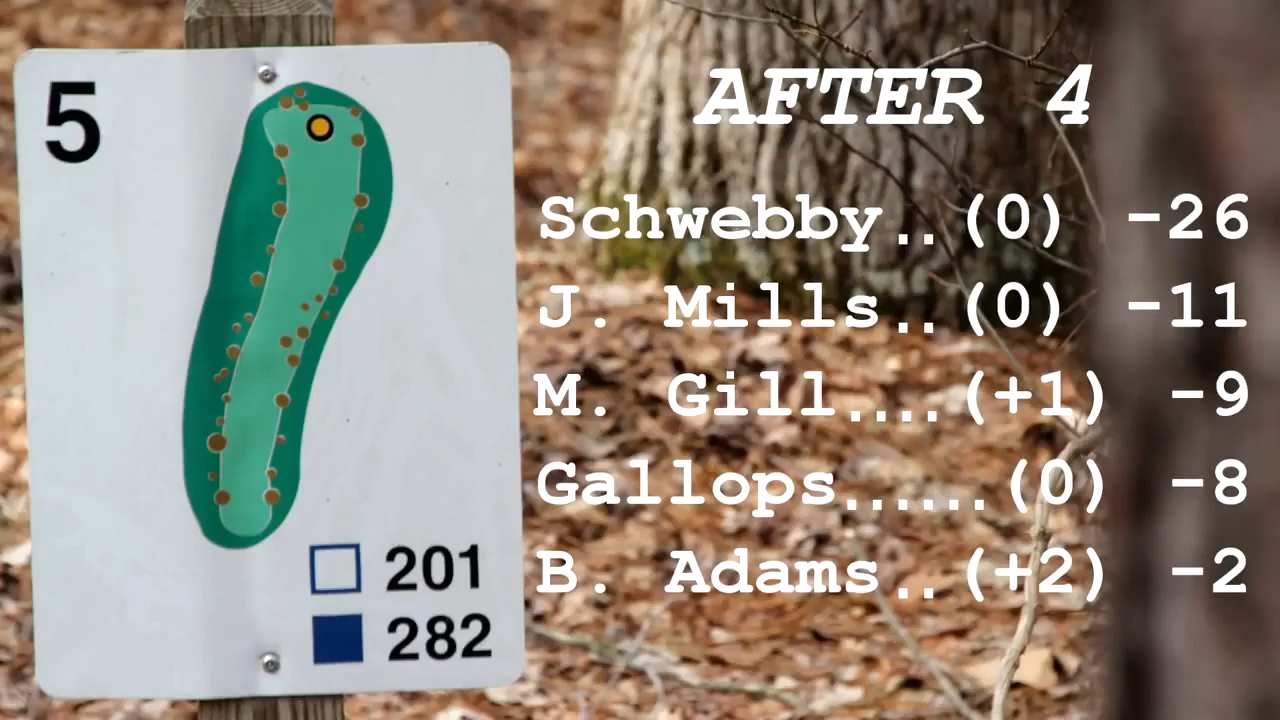 5
201
282
AFTER 4
Schwebby..(0) -26
J. Mills..(0) -11
M. Gill....(+1) -9
Gallops......(0) -8
B. Adams..(+2) -2